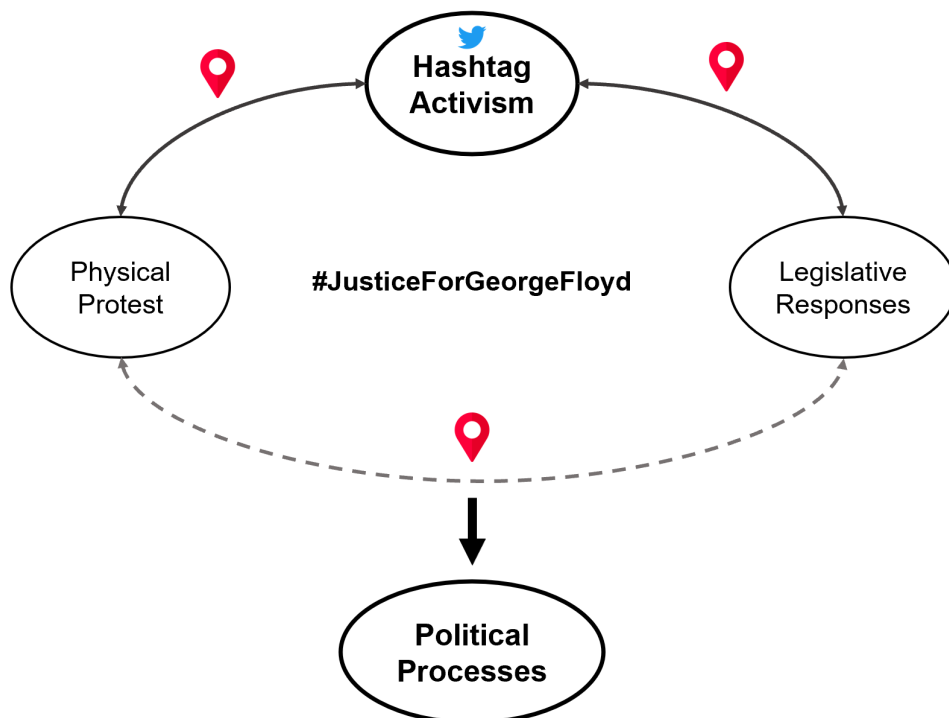 Hashtag
Activism
Physical
Protest
#JusticeForGeorgeFloyd
Legislative
Responses
Political
Processes